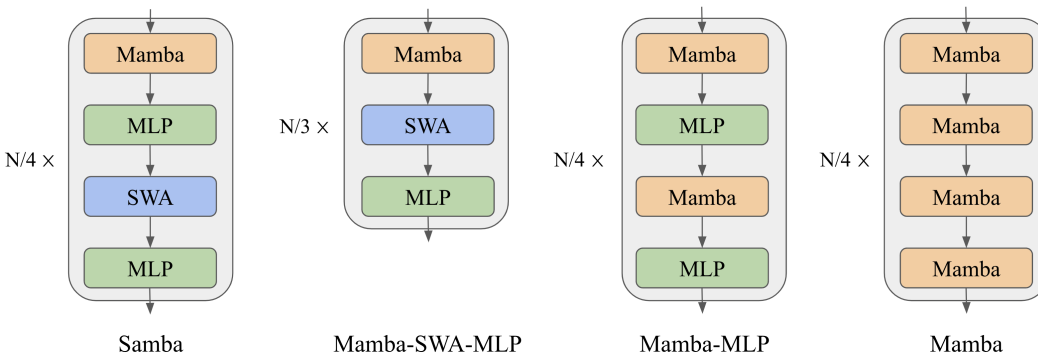 Mamba
MLP
N/4 ×
SWA
MLP
Samba
Mamba
N/3 ×
SWA
MLP
Mamba-SWA-MLP
Mamba
MLP
N/4 ×
Mamba
MLP
Mamba-MLP
Mamba
Mamba
N/4 ×
Mamba
Mamba
Mamba